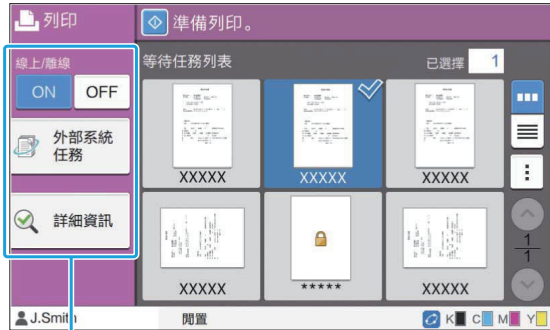 列印
準備列印。
線上/離線
ON OFF
外部系統
任務
詳細資訊
等待任務列表
已選擇 1
XXXXX XXXXX XXXXX
XXXXX ***** XXXXX
1
1
J.Smith
閒置
K C M Y